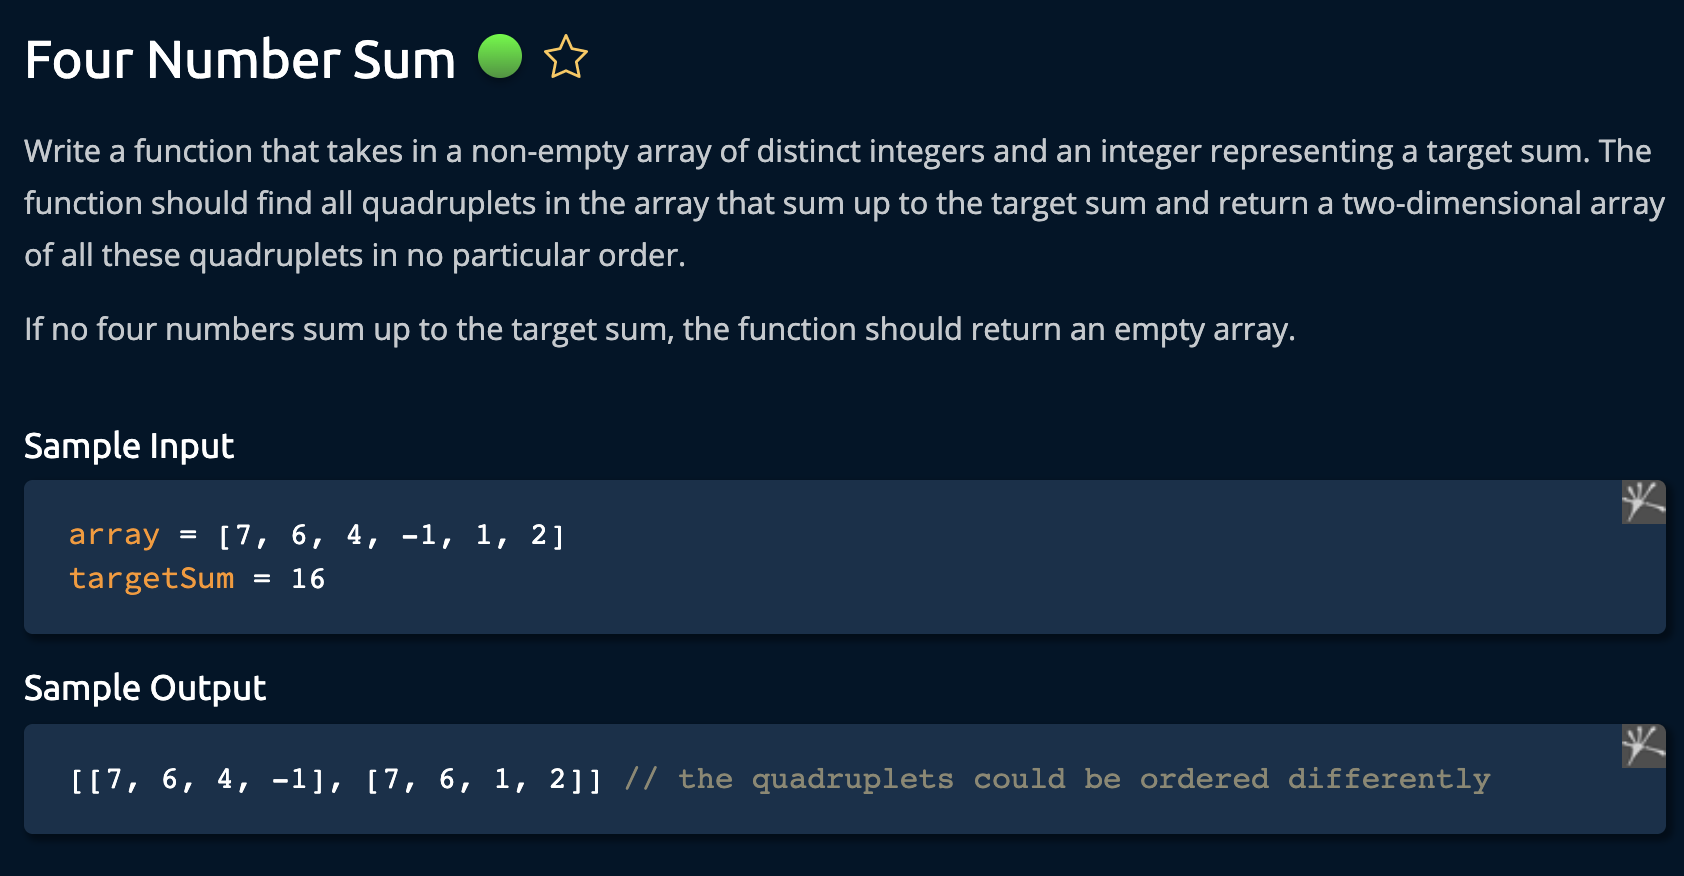 Four Number Sum
Write a function that takes in a non-empty array of distinct integers and an integer representing a target sum. The
function should find all quadruplets in the array that sum up to the target sum and return a two-dimensional array
of all these quadruplets in no particular order.
If no four numbers sum up to the target sum, the function should return an empty array.
Sample Input
array = [7, 6, 4, -1, 1, 2]
targetSum = 16
Sample Output
[[7, 6, 4, -1], [7, 6, 1, 2]] // the quadruplets could be ordered differently